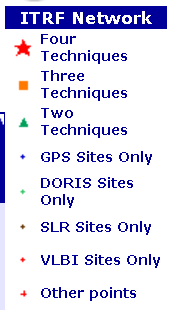 ITRF Network
Four
Techniques
Three
Techniques
Two
Techniques
GPS Sites Only
DORIS Sites
Only
SLR Sites Only
VLBI Sites Only
Other points